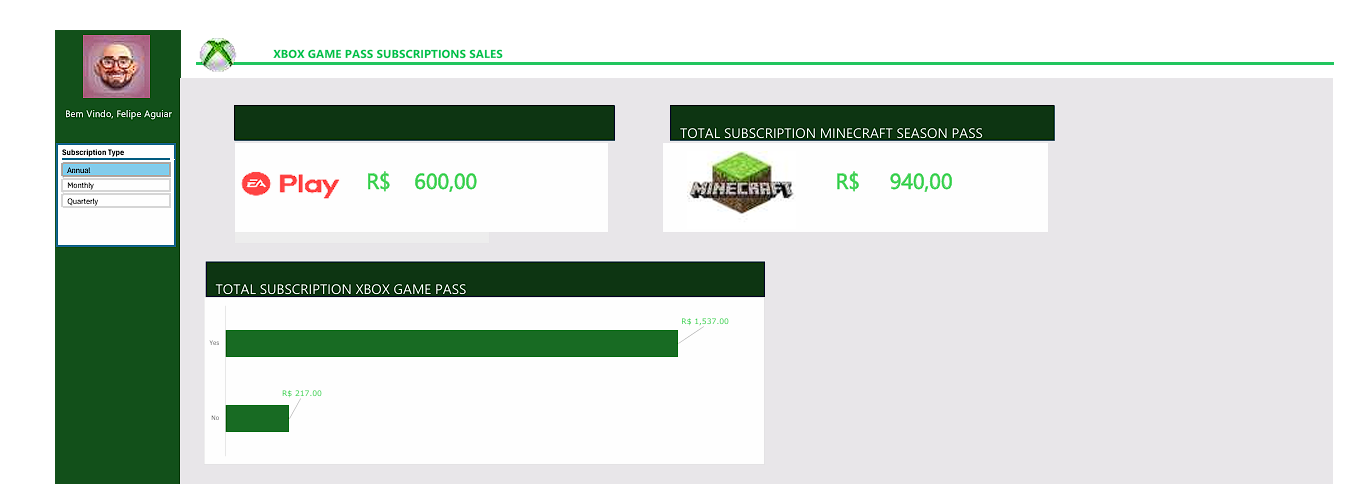 XBOX GAME PASS SUBSCRIPTIONS SALES
Bem Vindo, Felipe Aguiar
Subscription Type
Annual
Monthly
Quarterly
EA Play
R$ 600,00
TOTAL SUBSCRIPTION MINECRAFT SEASON PASS
MINECRAFT
R$ 940,00
TOTAL SUBSCRIPTION XBOX GAME PASS
Yes
R$ 1,537.00
No
R$ 217.00